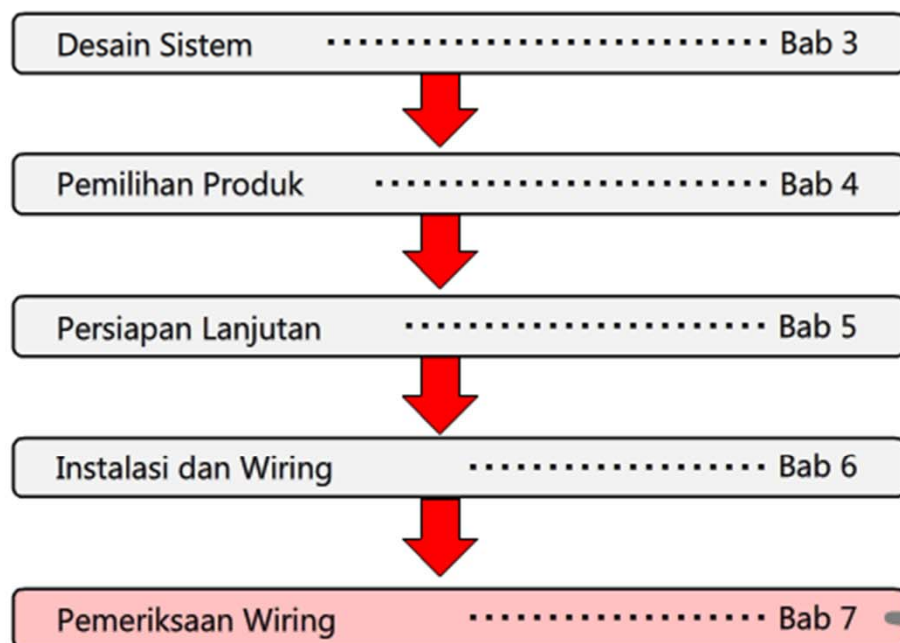 Desain Sistem ........................... Bab 3
Pemilihan Produk ........................ Bab 4
Persiapan Lanjutan ...................... Bab 5
Instalasi dan Wiring ................... Bab 6
Pemeriksaan Wiring ................... Bab 7